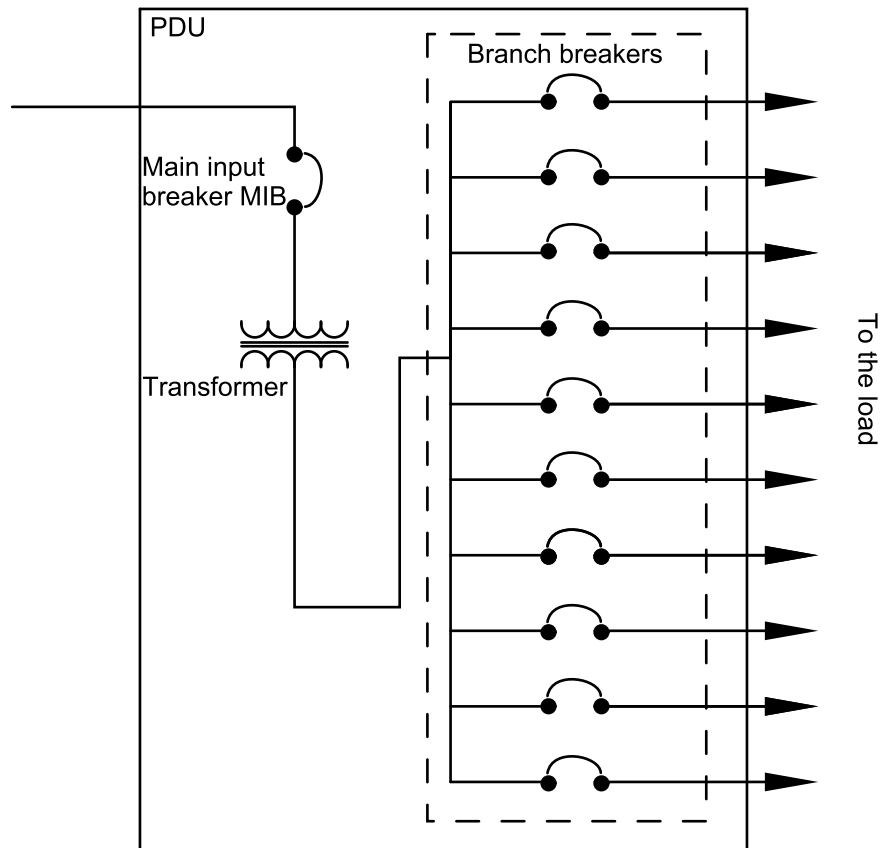 PDU
Branch breakers
Main input
breaker MIB
Transformer
To the load